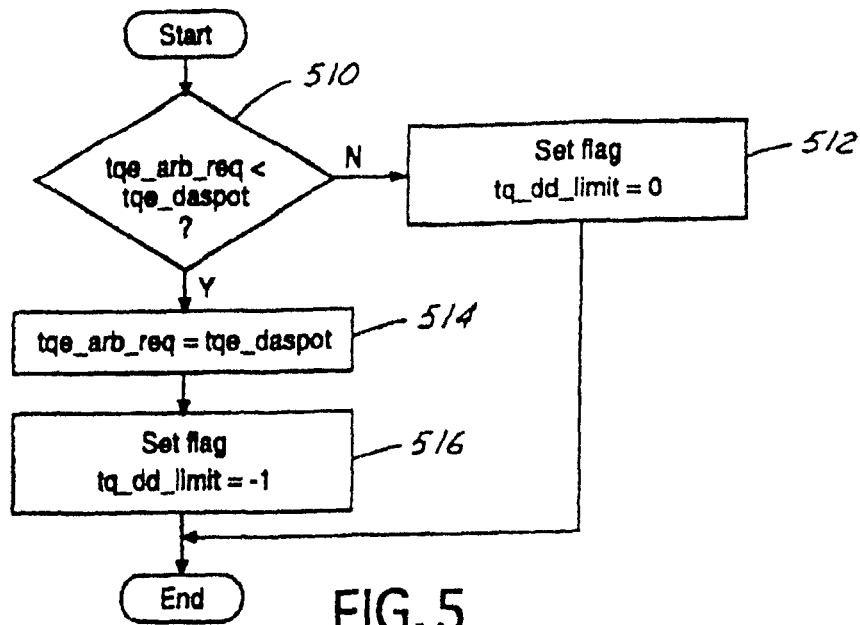 Start
510
tqe_arb_req <
tqe_daspot
?
N
Set flag
tq_dd_limit = 0
512
Y
tqe_arb_req = tqe_daspot
514
Set flag
tq_dd_limit = -1
516
End
FIG. 5